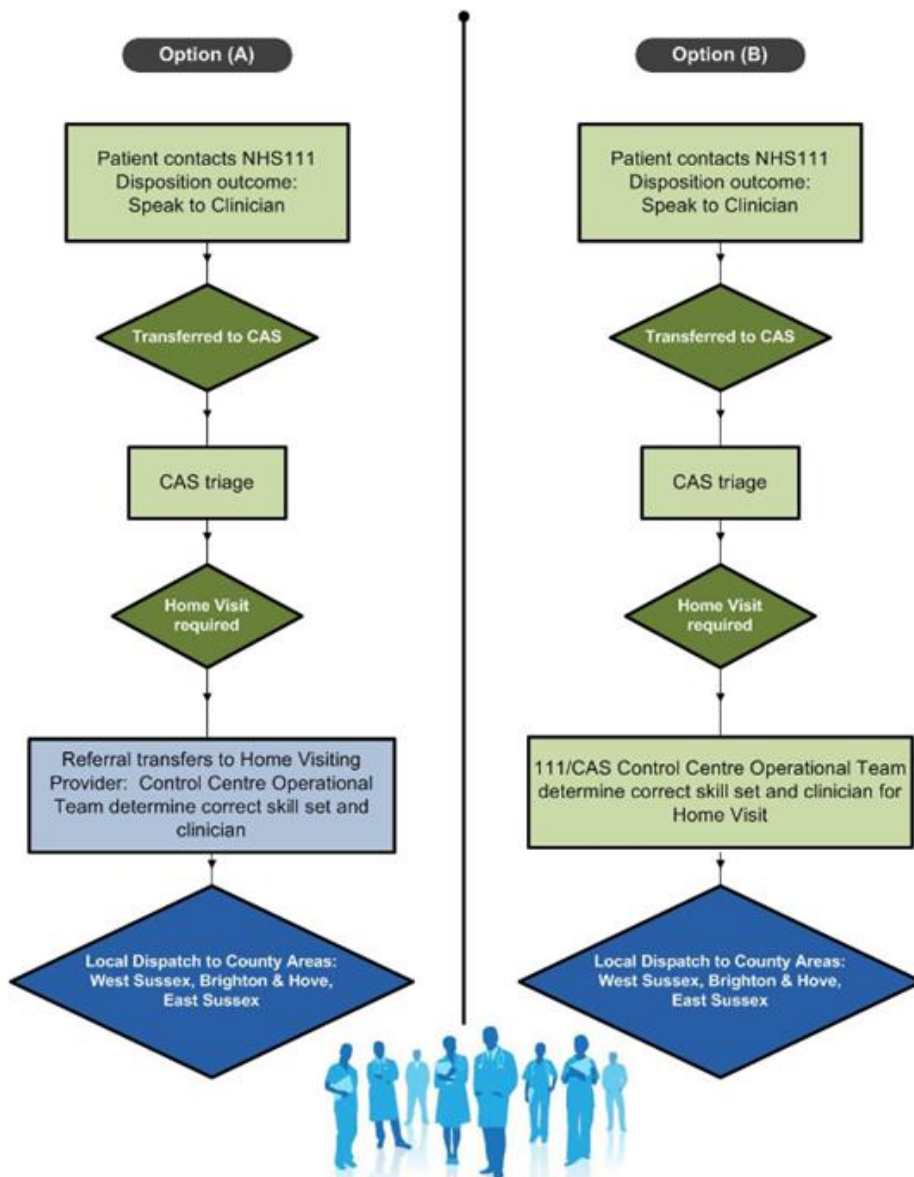 Option (A)
Patient contacts NHS111
Disposition outcome:
Speak to Clinician
Transferred to CAS
CAS triage
Home Visit
required
Referral transfers to Home Visiting
Provider: Control Centre Operational
Team determine correct skill set and
clinician
Local Dispatch to County Areas:
West Sussex, Brighton & Hove,
East Sussex
Option (B)
Patient contacts NHS111
Disposition outcome:
Speak to Clinician
Transferred to CAS
CAS triage
Home Visit
required
111/CAS Control Centre Operational Team
determine correct skill set and clinician for
Home Visit
Local Dispatch to County Areas:
West Sussex, Brighton & Hove,
East Sussex